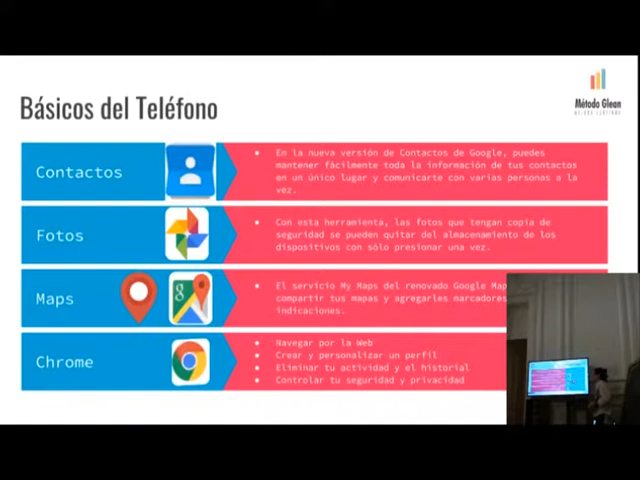 Método Glean
MEJORA CONTINUA
Básicos del Teléfono
Contactos
En la nueva versión de Contactos de Google, puedes
mantener fácilmente toda la información de tus contactos
en un único lugar y comunicarte con varias personas a la
vez.
Fotos
Con esta herramienta, las fotos que tengan copia de
seguridad se pueden quitar del almacenamiento de los
dispositivos con sólo presionar una vez.
Maps
g
El servicio My Maps del renovado Google Map
compartir tus mapas y agregarles marcadores
indicaciones.
Chrome
Navegar por la Web
Crear y personalizar un perfil
Eliminar tu actividad y el historial
Controlar tu seguridad y privacidad